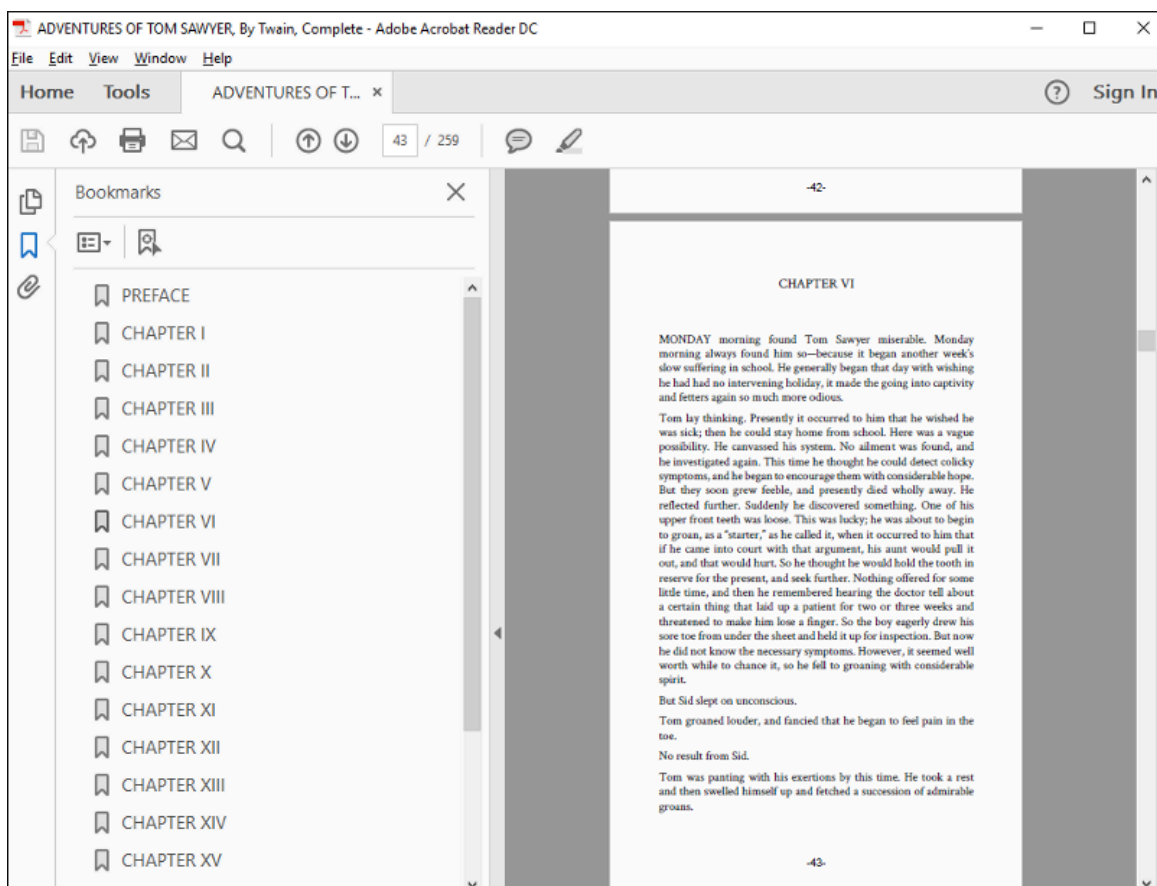 ADVENTURES OF TOM SAWYER, By Twain, Complete - Adobe Acrobat Reader DC
File Edit View Window Help
Home Tools ADVENTURES OF T... × ? Sign In
43 / 259
Bookmarks
PREFACE
CHAPTER I
CHAPTER II
CHAPTER III
CHAPTER IV
CHAPTER V
CHAPTER VI
CHAPTER VII
CHAPTER VIII
CHAPTER IX
CHAPTER X
CHAPTER XI
CHAPTER XII
CHAPTER XIII
CHAPTER XIV
CHAPTER XV
-42-
CHAPTER VI
MONDAY morning found Tom Sawyer miserable. Monday
morning always found him so—because it began another week's
slow suffering in school. He generally began that day with wishing
he had had no intervening holiday, it made the going into captivity
and fetters again so much more odious.
Tom lay thinking. Presently it occurred to him that he wished he
was sick; then he could stay home from school. Here was a vague
possibility. He canvassed his system. No ailment was found, and
he investigated again. This time he thought he could detect colicky
symptoms, and he began to encourage them with considerable hope.
But they soon grew feeble, and presently died wholly away. He
reflected further. Suddenly he discovered something. One of his
upper front teeth was loose. This was lucky; he was about to begin
to groan, as a “starter,” as he called it, when it occurred to him that
if he came into court with that argument, his aunt would pull it
out, and that would hurt. So he thought he would hold the tooth in
reserve for the present, and seek further. Nothing offered for some
little time, and then he remembered hearing the doctor tell about
a certain thing that laid up a patient for two or three weeks and
threatened to make him lose a finger. So the boy eagerly drew his
sore toe from under the sheet and held it up for inspection. But now
he did not know the necessary symptoms. However, it seemed well
worth while to chance it, so he fell to groaning with considerable
spirit.
But Sid slept on unconscious.
Tom groaned louder, and fancied that he began to feel pain in the
toe.
No result from Sid.
Tom was panting with his exertions by this time. He took a rest
and then swelled himself up and fetched a succession of admirable
groans.
-43-